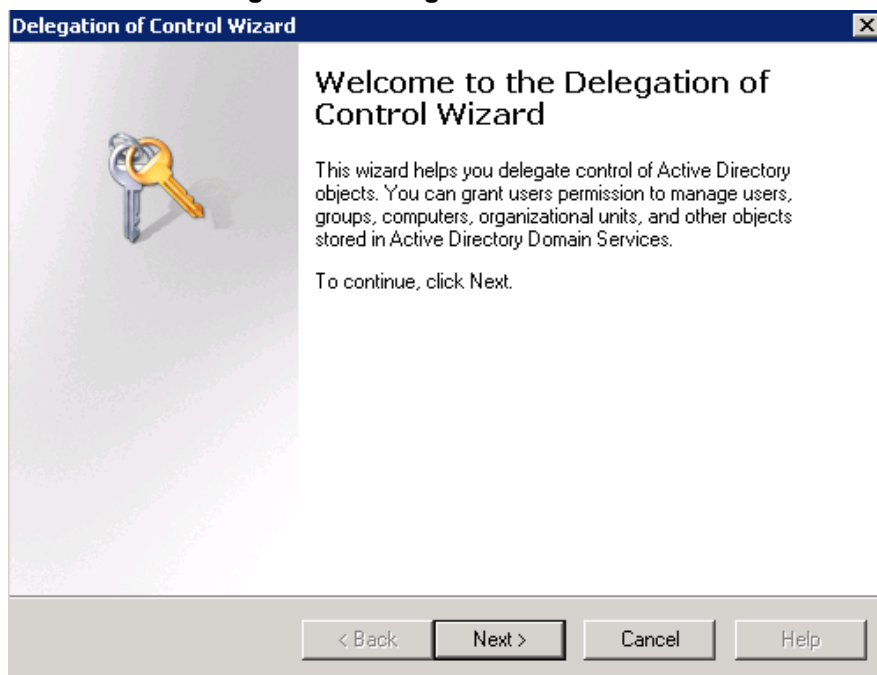 Delegation of Control Wizard
Welcome to the Delegation of
Control Wizard
This wizard helps you delegate control of Active Directory
objects. You can grant users permission to manage users,
groups, computers, organizational units, and other objects
stored in Active Directory Domain Services.
To continue, click Next.
< Back Next > Cancel Help